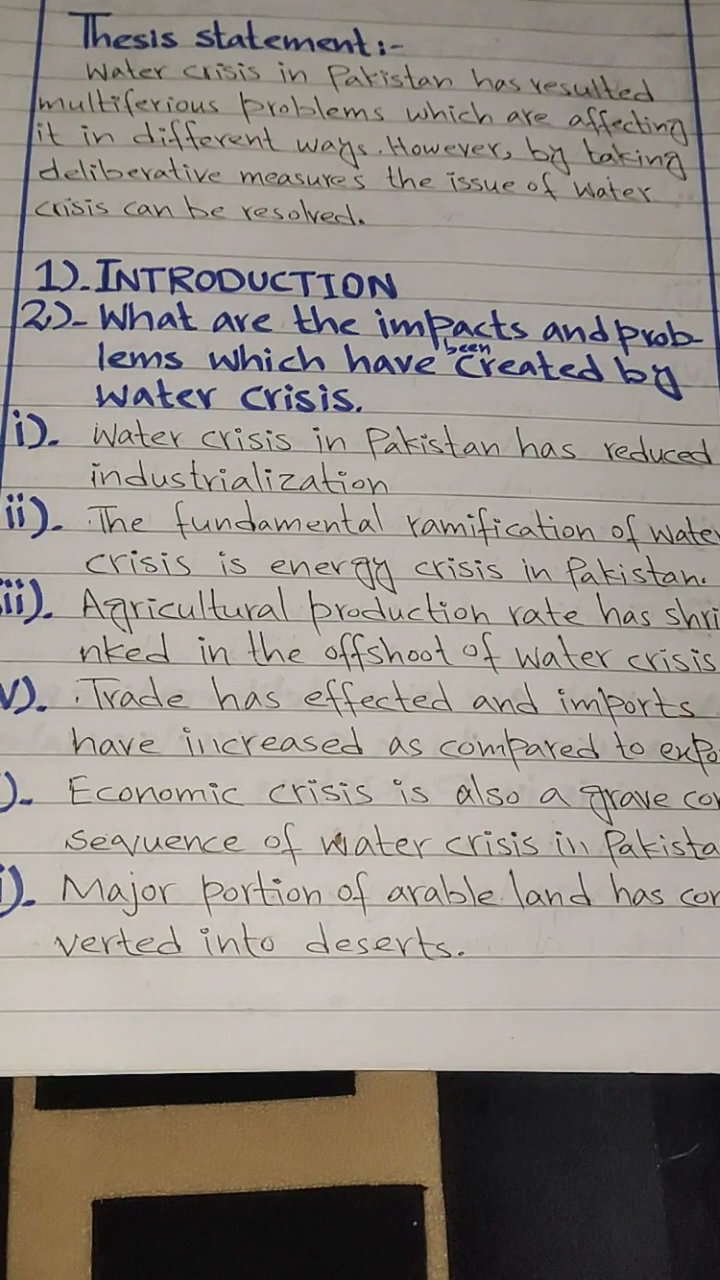 Thesis statement:-
Water crisis in Pakistan has resulted
multiferious problems which are affecting
it in different ways. However, by taking
deliberative measures the issue of water
crisis can be resolved.
1). INTRODUCTION
2)- What are the impacts and prob-
been
lems which have created by
water crisis.
i). Water crisis in Pakistan has reduced
industrialization
ii). The fundamental ramification of wate
crisis is energy crisis in Pakistan.
ii). Agricultural production rate has shri
nked in the offshoot of water crisis
v). Trade has effected and imports
have increased as compared to expo
). Economic crisis is also a grave con
sequence of water crisis in Pakista
i). Major portion of arable land has con
verted into deserts.